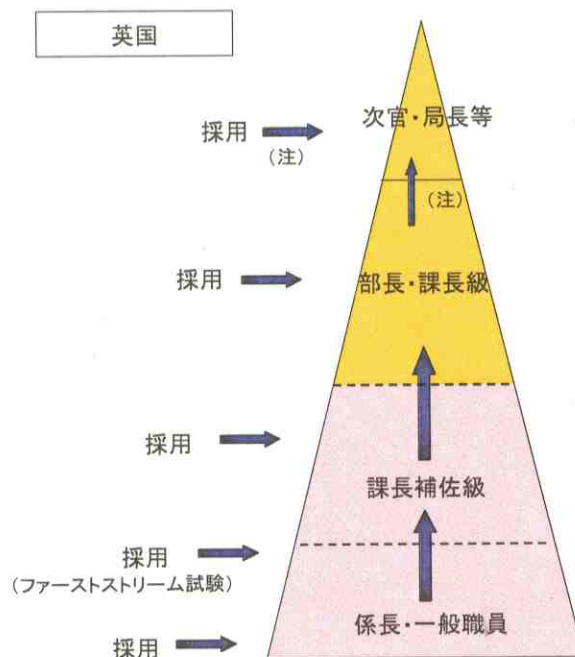 英国
次官・局長等
採用
(注)
(注)
採用
部長・課長級
採用
課長補佐級
採用
(ファーストストリーム試験)
係長・一般職員
採用